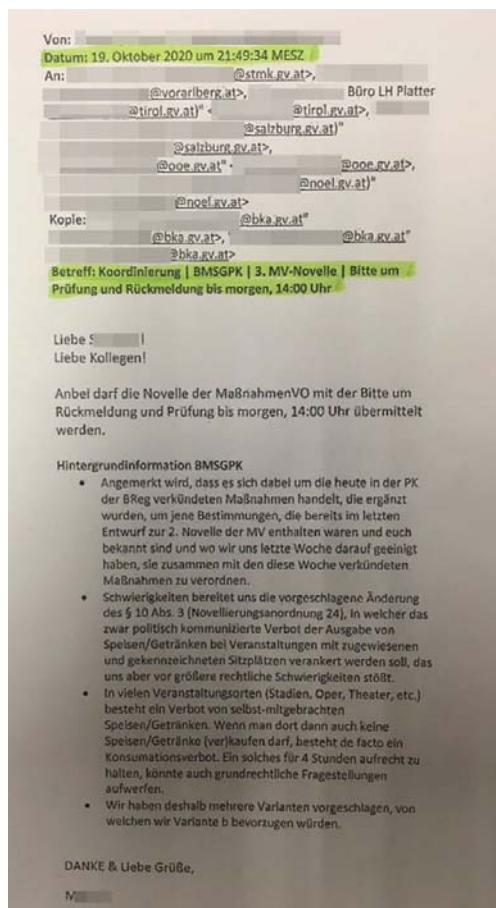 Von:
Datum: 19. Oktober 2020 um 21:49:34 MESZ
An: @stmk.gv.at>,
@vorarlberg.at>, Büro LH Platter
@tirol.gv.at)" < @tirol.gv.at>,
@salzburg.gv.at)"
@salzburg.gv.at>,
@ooe.gv.at" < @ooe.gv.at>,
@noel.gv.at)"
@noel.gv.at>
Kopie: @bka.gv.at"
@bka.gv.at>, " @bka.gv.at"
@bka.gv.at>
Betreff: Koordinierung | BMSGPK | 3. MV-Novelle | Bitte um
Prüfung und Rückmeldung bis morgen, 14:00 Uhr
Liebe S !
Liebe Kollegen!
Anbei darf die Novelle der MaßnahmenVO mit der Bitte um
Rückmeldung und Prüfung bis morgen, 14:00 Uhr übermittelt
werden.
Hintergrundinformation BMSGPK
• Angemerkt wird, dass es sich dabei um die heute in der PK
der BReg verkündeten Maßnahmen handelt, die ergänzt
wurden, um jene Bestimmungen, die bereits im letzten
Entwurf zur 2. Novelle der MV enthalten waren und euch
bekannt sind und wo wir uns letzte Woche darauf geeinigt
haben, sie zusammen mit den diese Woche verkündeten
Maßnahmen zu verordnen.
• Schwierigkeiten bereitet uns die vorgeschlagene Änderung
des § 10 Abs. 3 (Novellierungsanordnung 24), in welcher das
zwar politisch kommunizierte Verbot der Ausgabe von
Speisen/Getränken bei Veranstaltungen mit zugewiesenen
und gekennzeichneten Sitzplätzen verankert werden soll, das
uns aber vor größere rechtliche Schwierigkeiten stößt.
• In vielen Veranstaltungsorten (Stadien, Oper, Theater, etc.)
besteht ein Verbot von selbst-mitgebrachten
Speisen/Getränken. Wenn man dort dann auch keine
Speisen/Getränke (ver)kaufen darf, besteht de facto ein
Konsumationsverbot. Ein solches für 4 Stunden aufrecht zu
halten, könnte auch grundrechtliche Fragestellungen
aufwerfen.
• Wir haben deshalb mehrere Varianten vorgeschlagen, von
welchen wir Variante b bevorzugen würden.
DANKE & Liebe Grüße,
M